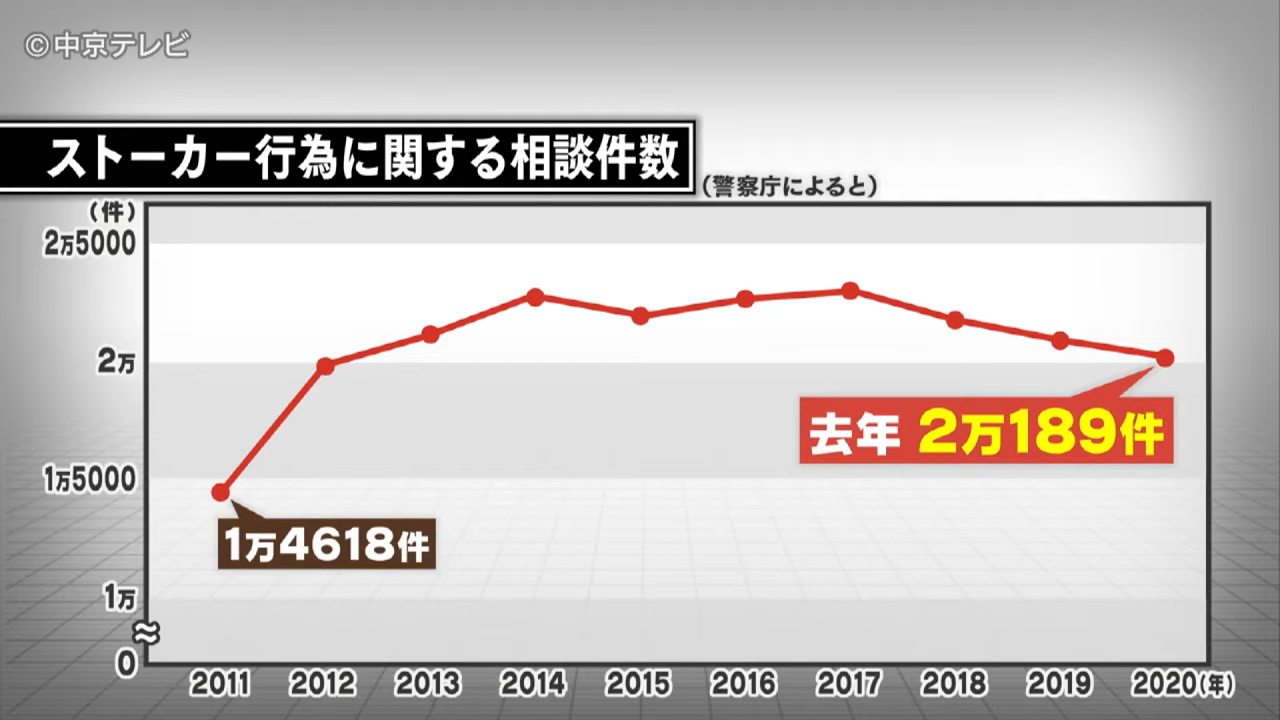 ©中京テレビ
ストーカー行為に関する相談件数
(警察庁によると)
(件)
2万5000
2万
1万5000
1万
0
去年 2万189件
1万4618件
2011 2012 2013 2014 2015 2016 2017 2018 2019 2020(年)